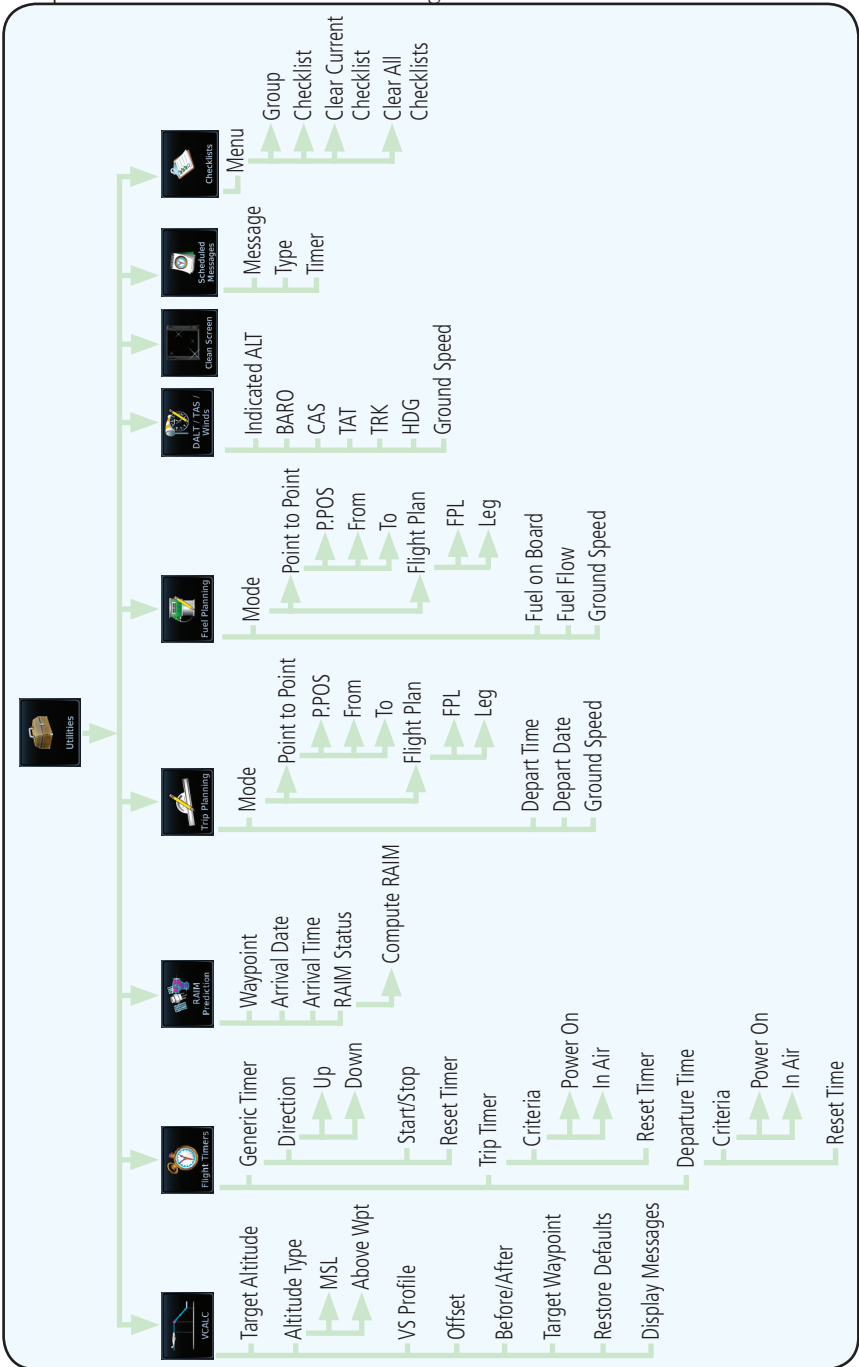 Utilities
VCALC
Target Altitude
Altitude Type
MSL
Above Wpt
VS Profile
Offset
Before/After
Target Waypoint
Restore Defaults
Display Messages
Flight Timers
Generic Timer
Direction
Up
Down
Start/Stop
Reset Timer
Trip Timer
Criteria
Power On
In Air
Reset Timer
Departure Time
Criteria
Power On
In Air
Reset Time
RAIM
Prediction
Waypoint
Arrival Date
Arrival Time
RAIM Status
Compute RAIM
Trip Planning
Mode
Point to Point
P.POS
From
To
Flight Plan
FPL
Leg
Depart Time
Depart Date
Ground Speed
Fuel Planning
Mode
Point to Point
P.POS
From
To
Flight Plan
FPL
Leg
Fuel on Board
Fuel Flow
Ground Speed
DALT / TAS /
Winds
Indicated ALT
BARO
CAS
TAT
TRK
HDG
Ground Speed
Clean Screen
Scheduled
Messages
Message
Type
Timer
Checklists
Menu
Group
Checklist
Clear Current
Checklist
Clear All
Checklists